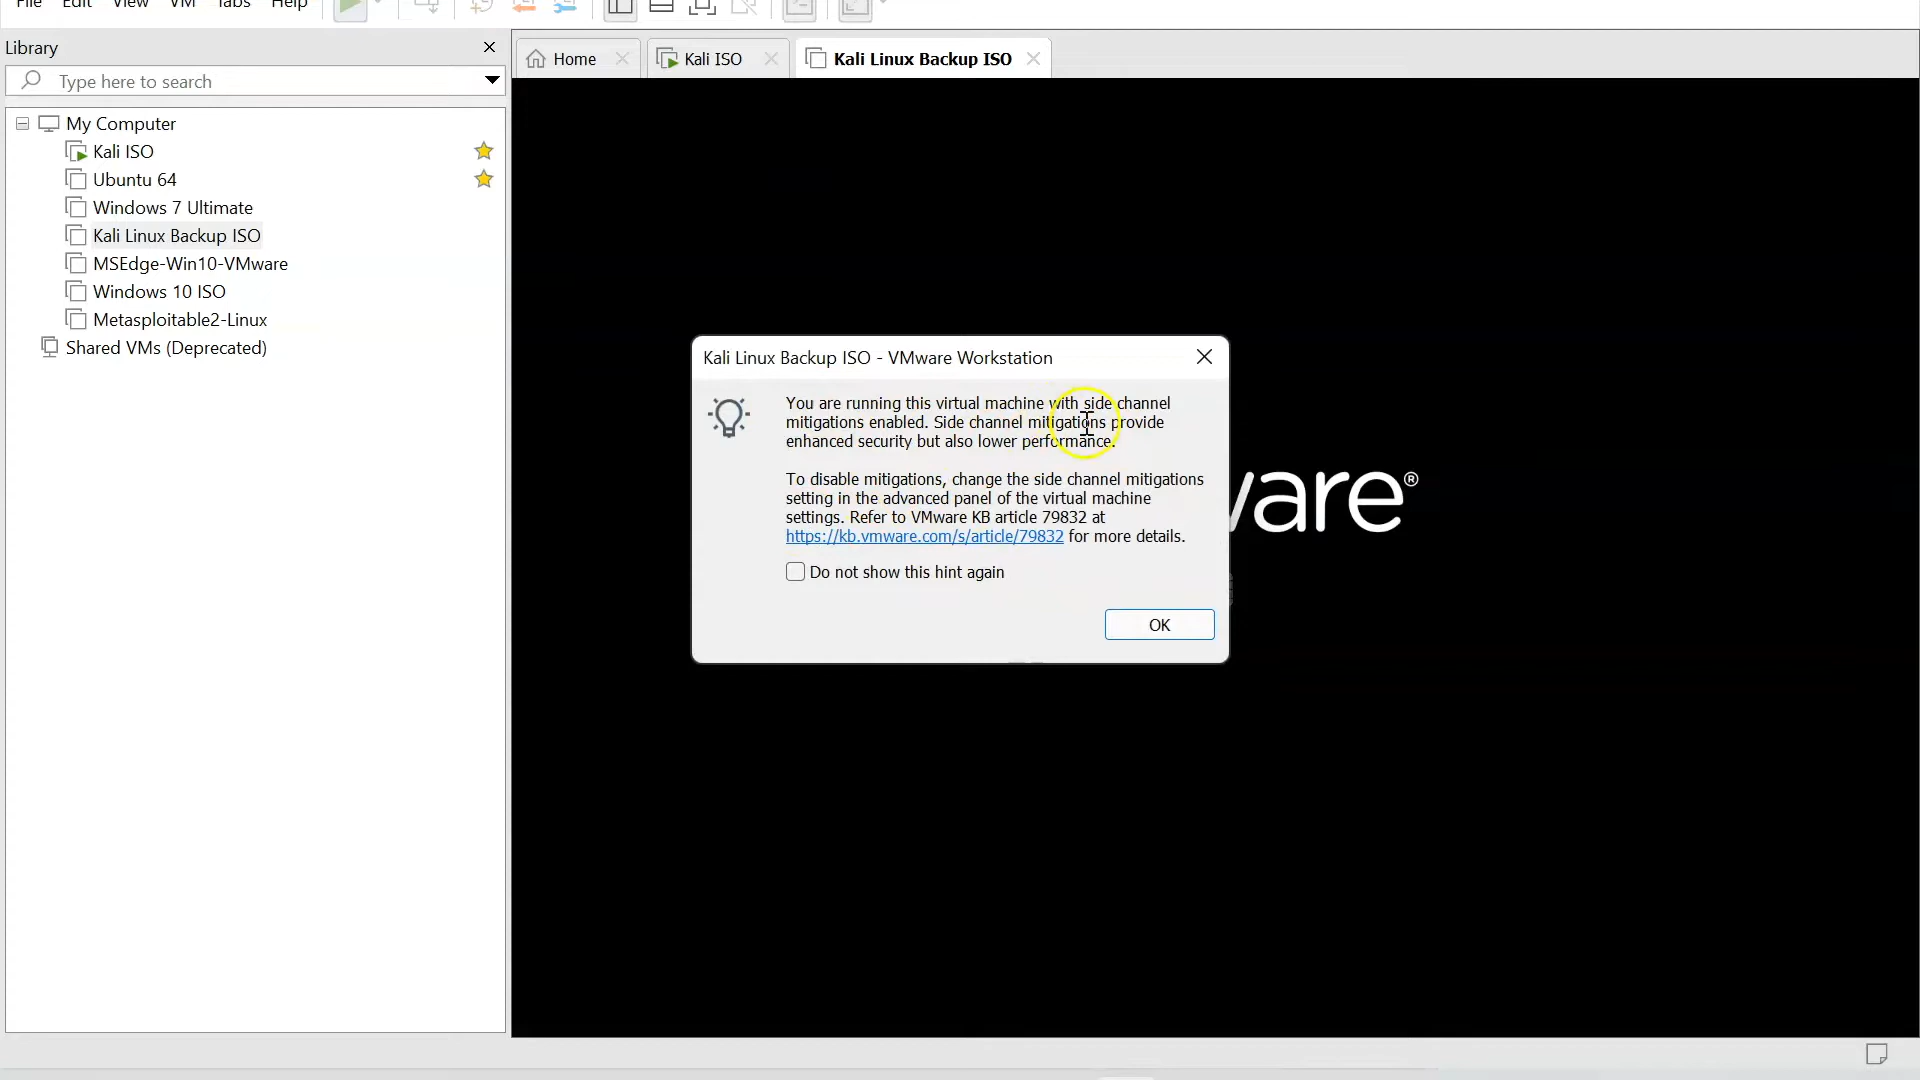 File Edit View VM Tabs Help
Library
Home
Kali ISO
Kali Linux Backup ISO
Type here to search
My Computer
Kali ISO
Ubuntu 64
Windows 7 Ultimate
Kali Linux Backup ISO
MSEdge-Win10-VMware
Windows 10 ISO
Metasploitable2-Linux
Shared VMs (Deprecated)
Kali Linux Backup ISO - VMware Workstation
You are running this virtual machine with side channel
mitigations enabled. Side channel mitigations provide
enhanced security but also lower performance.
To disable mitigations, change the side channel mitigations
setting in the advanced panel of the virtual machine
settings. Refer to VMware KB article 79832 at
https://kb.vmware.com/s/article/79832 for more details.
Do not show this hint again
OK
ware®